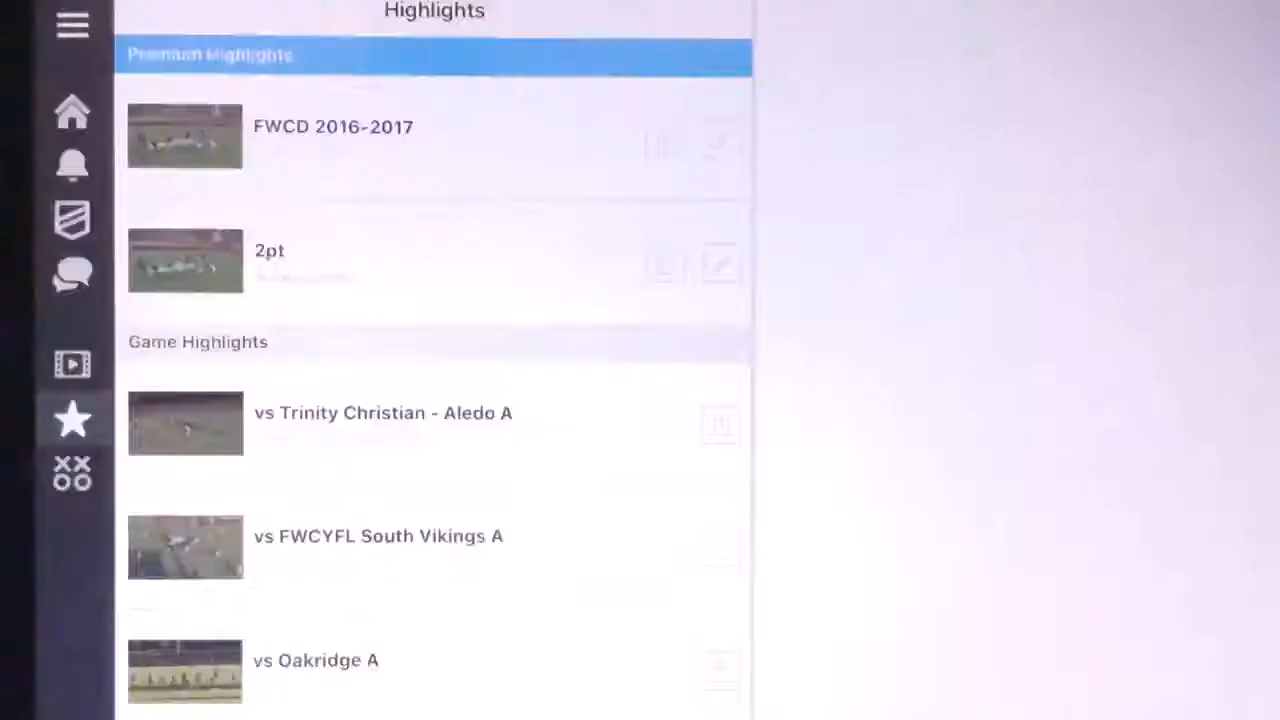 Highlights
Premium Highlights
FWCD 2016-2017
2pt
Game Highlights
vs Trinity Christian - Aledo A
vs FWCYFL South Vikings A
vs Oakridge A